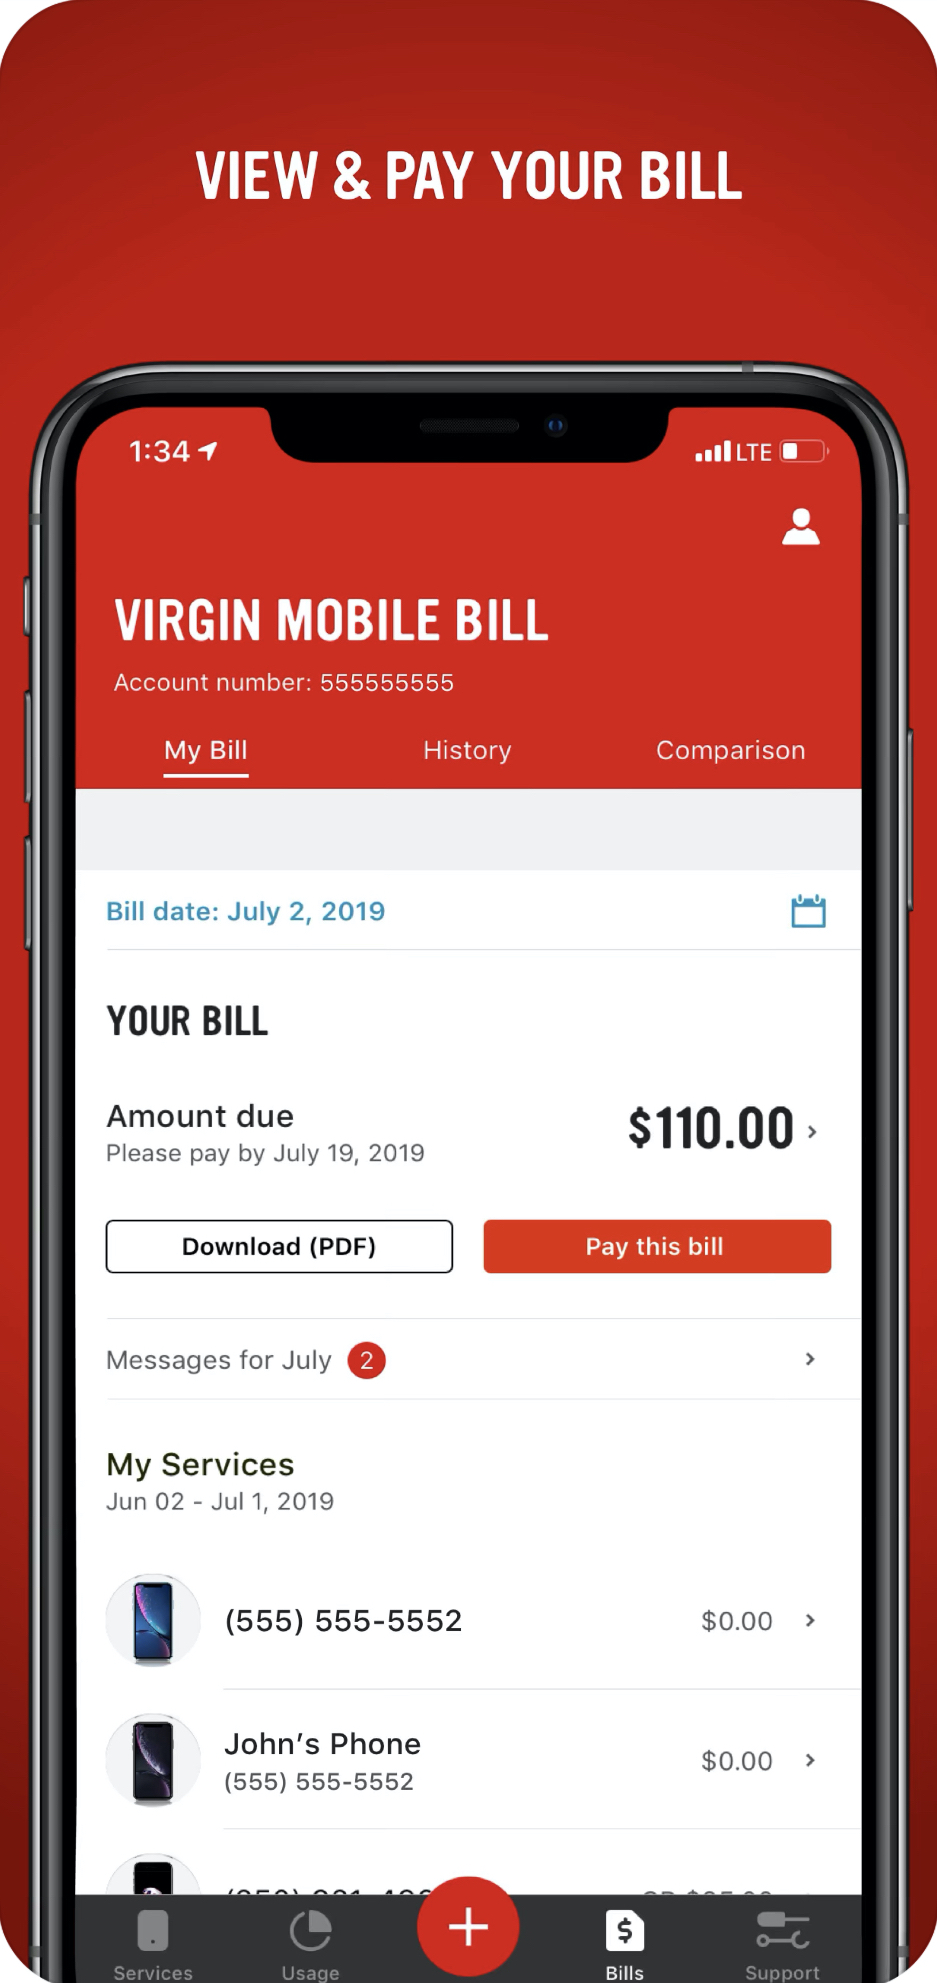 VIEW & PAY YOUR BILL
1:34 LTE
VIRGIN MOBILE BILL
Account number: 555555555
My Bill History Comparison
Bill date: July 2, 2019
YOUR BILL
Amount due $110.00
Please pay by July 19, 2019
Download (PDF) Pay this bill
Messages for July 2
My Services
Jun 02 - Jul 1, 2019
(555) 555-5552 $0.00
John's Phone $0.00
(555) 555-5552
Services Usage Bills Support